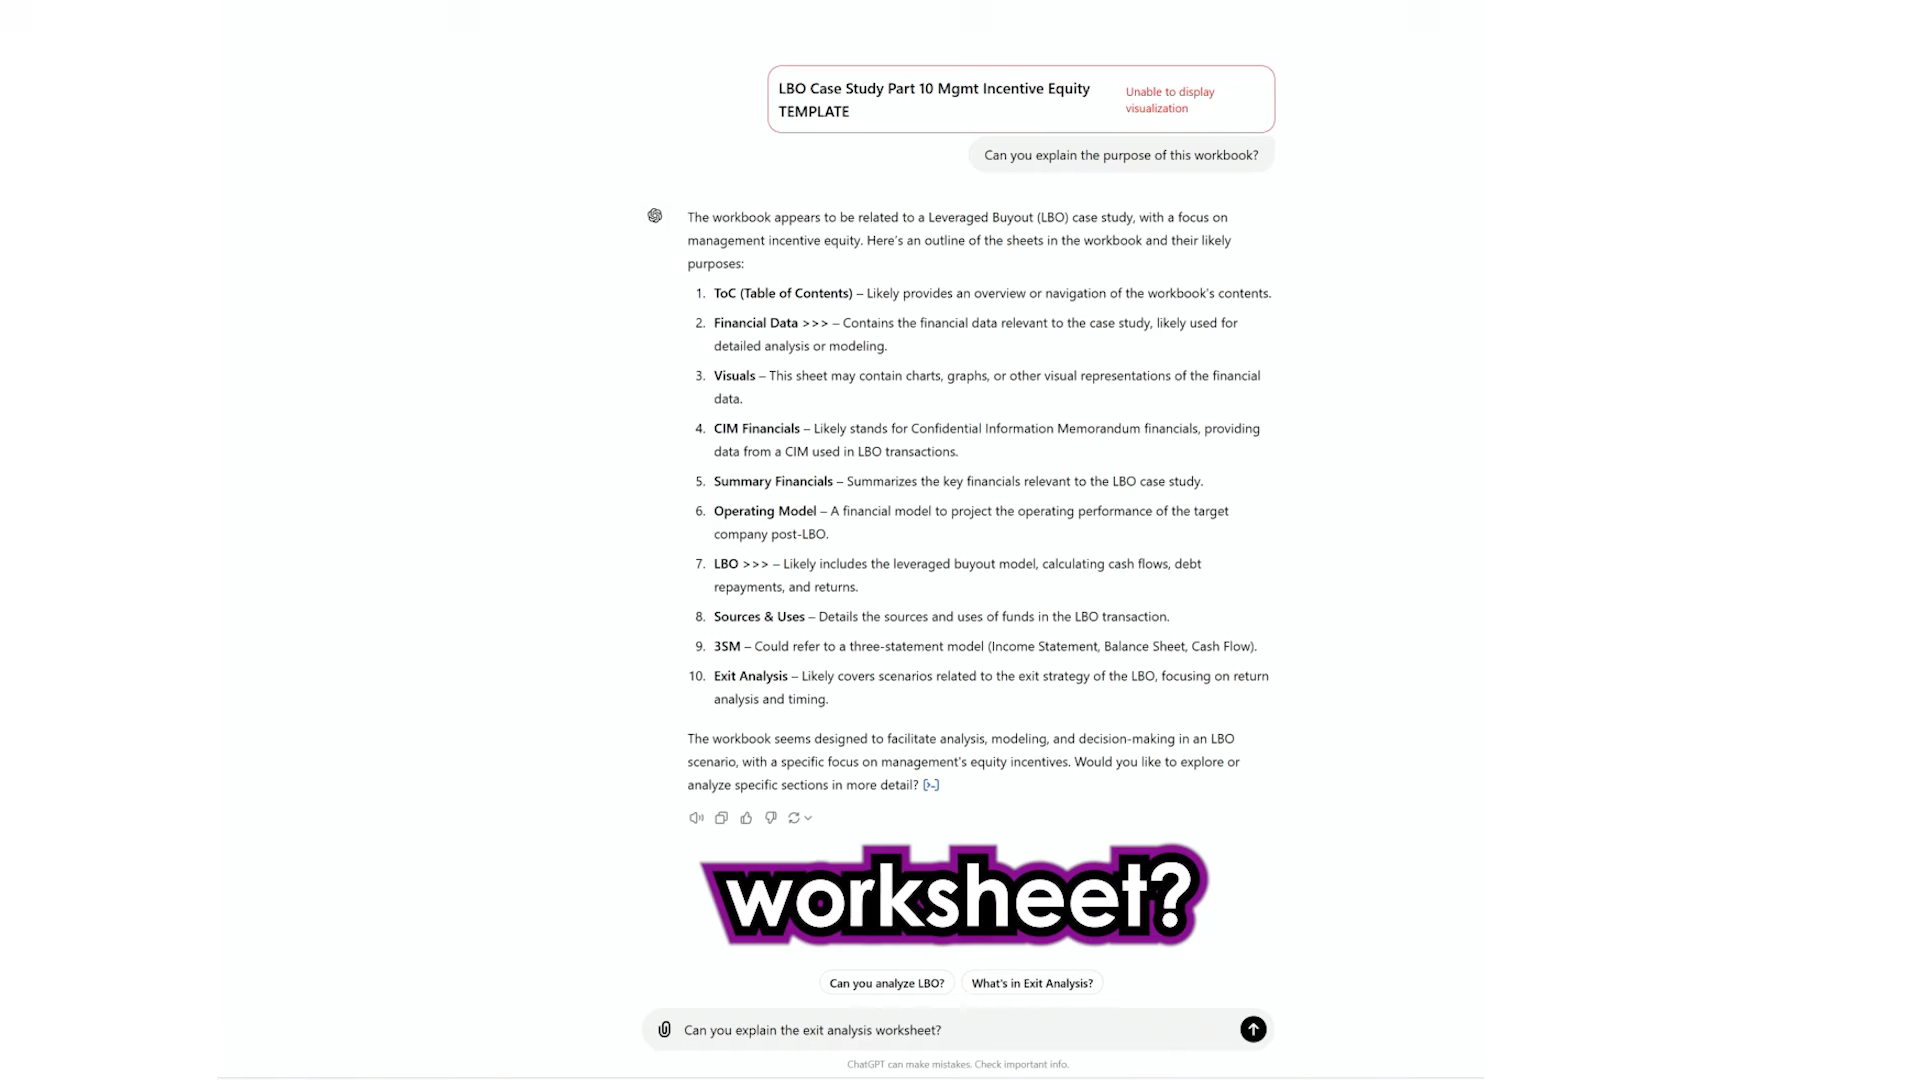 LBO Case Study Part 10 Mgmt Incentive Equity
TEMPLATE
Unable to display
visualization
Can you explain the purpose of this workbook?
The workbook appears to be related to a Leveraged Buyout (LBO) case study, with a focus on
management incentive equity. Here's an outline of the sheets in the workbook and their likely
purposes:
1. ToC (Table of Contents) – Likely provides an overview or navigation of the workbook's contents.
2. Financial Data >>> – Contains the financial data relevant to the case study, likely used for
detailed analysis or modeling.
3. Visuals – This sheet may contain charts, graphs, or other visual representations of the financial
data.
4. CIM Financials – Likely stands for Confidential Information Memorandum financials, providing
data from a CIM used in LBO transactions.
5. Summary Financials – Summarizes the key financials relevant to the LBO case study.
6. Operating Model – A financial model to project the operating performance of the target
company post-LBO.
7. LBO >>> – Likely includes the leveraged buyout model, calculating cash flows, debt
repayments, and returns.
8. Sources & Uses – Details the sources and uses of funds in the LBO transaction.
9. 3SM – Could refer to a three-statement model (Income Statement, Balance Sheet, Cash Flow).
10. Exit Analysis – Likely covers scenarios related to the exit strategy of the LBO, focusing on return
analysis and timing.
The workbook seems designed to facilitate analysis, modeling, and decision-making in an LBO
scenario, with a specific focus on management's equity incentives. Would you like to explore or
analyze specific sections in more detail? [>-]
worksheet?
Can you analyze LBO?
What's in Exit Analysis?
Can you explain the exit analysis worksheet?
ChatGPT can make mistakes. Check important info.